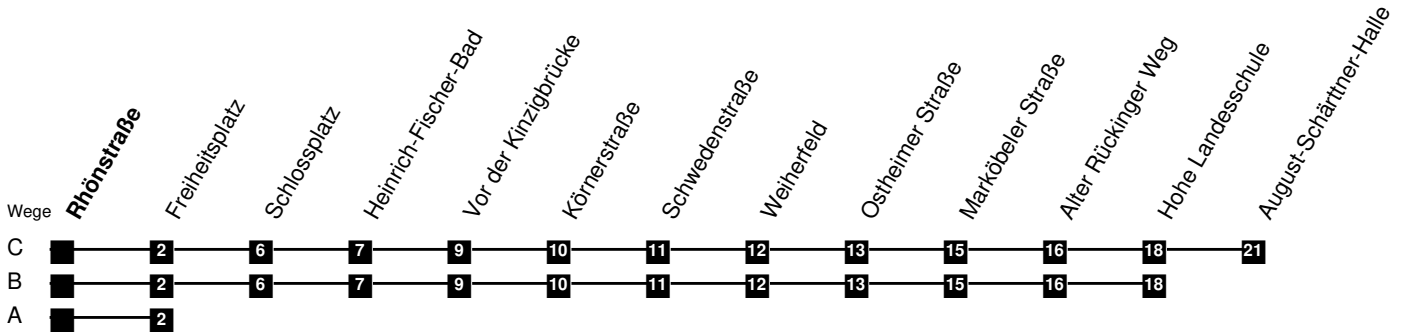 Rhönstraße
Freiheitsplatz
Schlossplatz
Heinrich-Fischer-Bad
Vor der Kinzigbrücke
Körnerstraße
Schwedenstraße
Weiherfeld
Ostheimer Straße
Marköbeler Straße
Alter Rückinger Weg
Hohe Landesschule
August-Schärttner-Halle
Wege
C 2 6 7 9 10 11 12 13 15 16 18 21
B 2 6 7 9 10 11 12 13 15 16 18
A 2